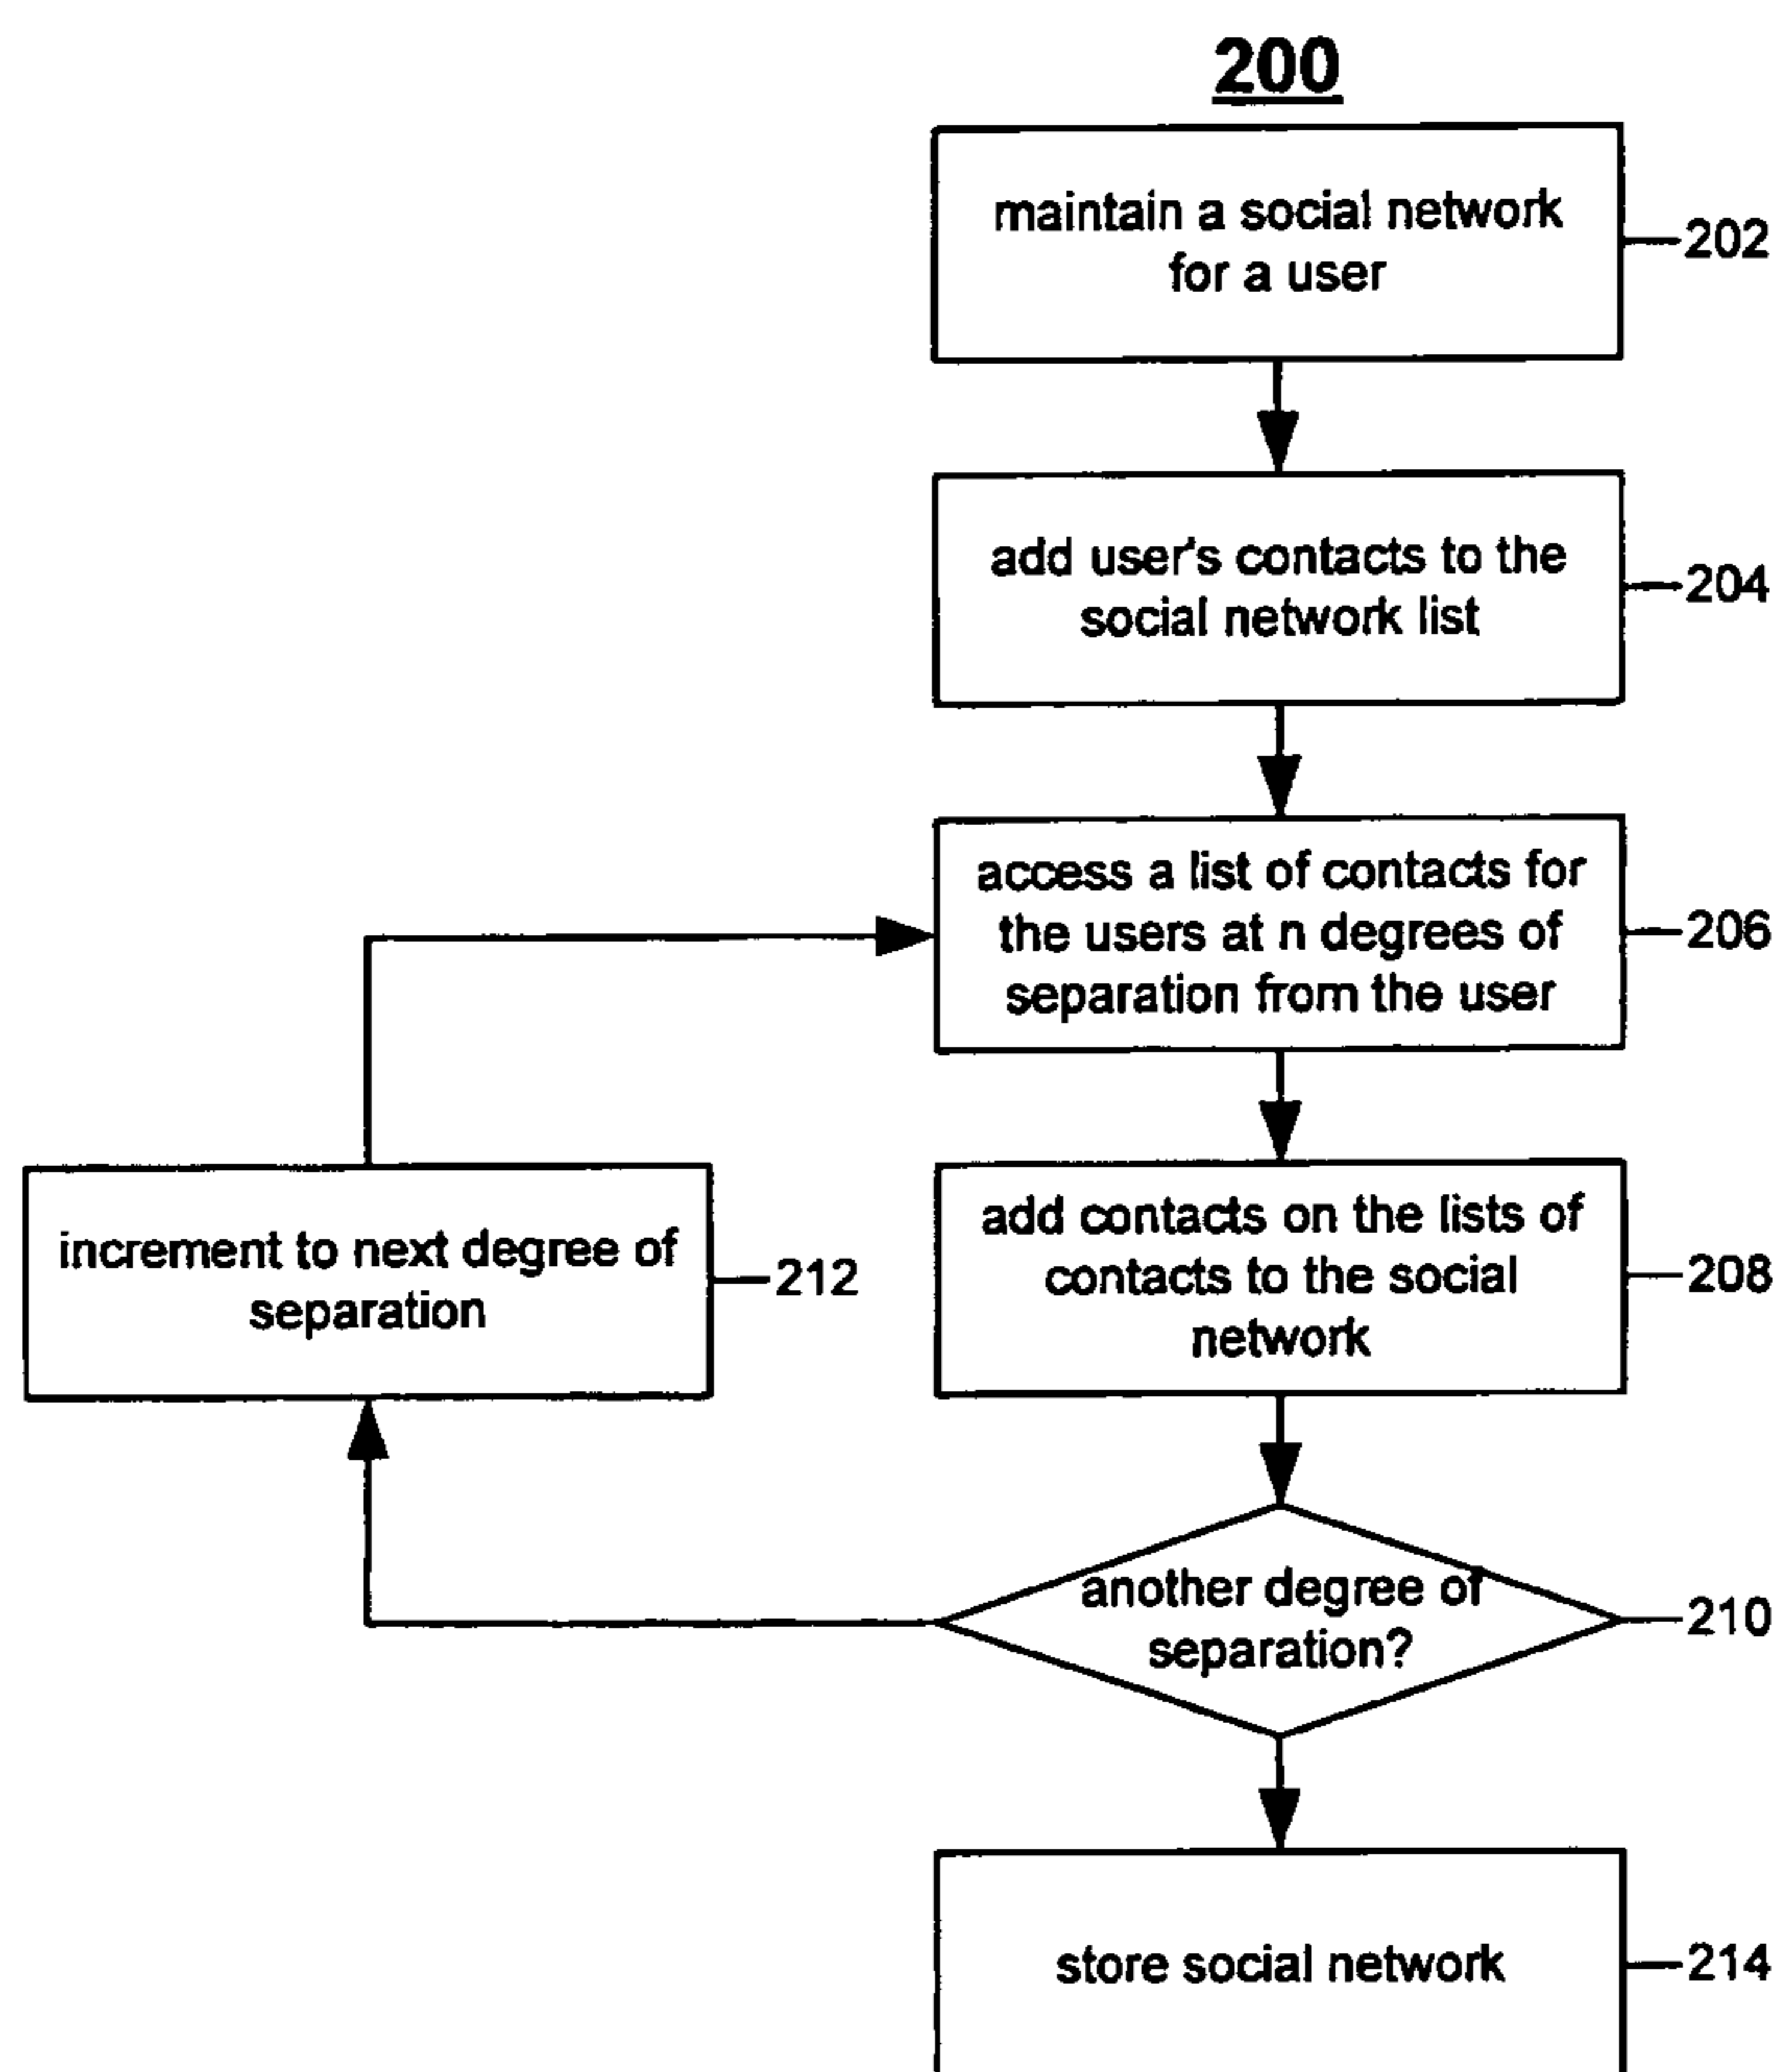 200
maintain a social network
for a user
202
add user's contacts to the
social network list
204
access a list of contacts for
the users at n degrees of
separation from the user
206
add contacts on the lists of
contacts to the social
network
208
increment to next degree of
separation
212
another degree of
separation?
210
store social network
214